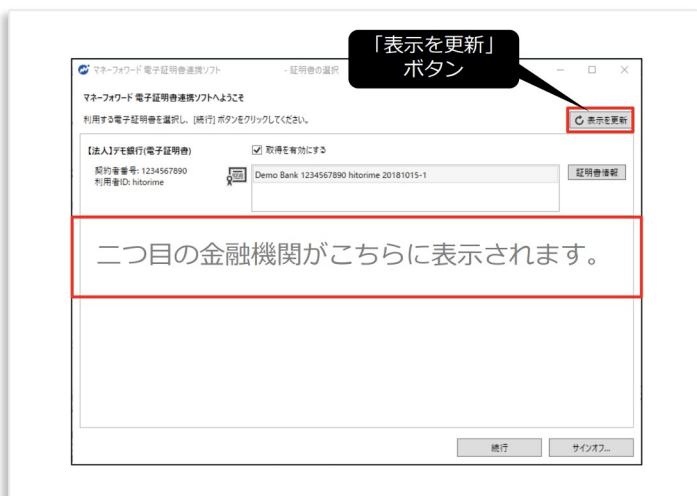 「表示を更新」
ボタン
マネーフォワード 電子証明書連携ソフト - 証明書の選択
マネーフォワード 電子証明書連携ソフトへようこそ
利用する電子証明書を選択し、[続行] ボタンをクリックしてください。
表示を更新
【法人】デモ銀行(電子証明書)
取得を有効にする
契約者番号: 1234567890
利用者ID: hitorime
Demo Bank 1234567890 hitorime 20181015-1
証明書情報
二つ目の金融機関がこちらに表示されます。
続行
サインオフ...